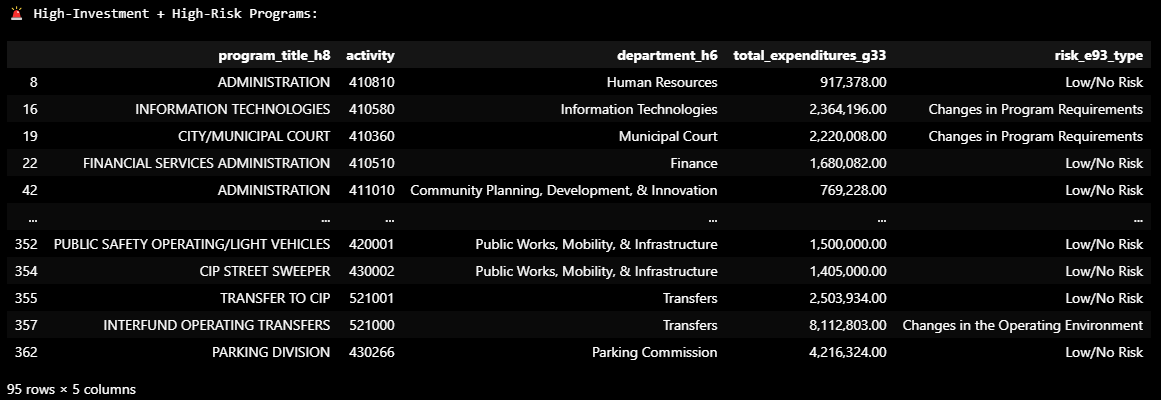 🚨 High-Investment + High-Risk Programs:
program_title_h8 activity department_h6 total_expenditures_g33 risk_e93_type
8 ADMINISTRATION 410810 Human Resources 917,378.00 Low/No Risk
16 INFORMATION TECHNOLOGIES 410580 Information Technologies 2,364,196.00 Changes in Program Requirements
19 CITY/MUNICIPAL COURT 410360 Municipal Court 2,220,008.00 Changes in Program Requirements
22 FINANCIAL SERVICES ADMINISTRATION 410510 Finance 1,680,082.00 Low/No Risk
42 ADMINISTRATION 411010 Community Planning, Development, & Innovation 769,228.00 Low/No Risk
... ... ... ... ... ...
352 PUBLIC SAFETY OPERATING/LIGHT VEHICLES 420001 Public Works, Mobility, & Infrastructure 1,500,000.00 Low/No Risk
354 CIP STREET SWEEPER 430002 Public Works, Mobility, & Infrastructure 1,405,000.00 Low/No Risk
355 TRANSFER TO CIP 521001 Transfers 2,503,934.00 Low/No Risk
357 INTERFUND OPERATING TRANSFERS 521000 Transfers 8,112,803.00 Changes in the Operating Environment
362 PARKING DIVISION 430266 Parking Commission 4,216,324.00 Low/No Risk
95 rows × 5 columns